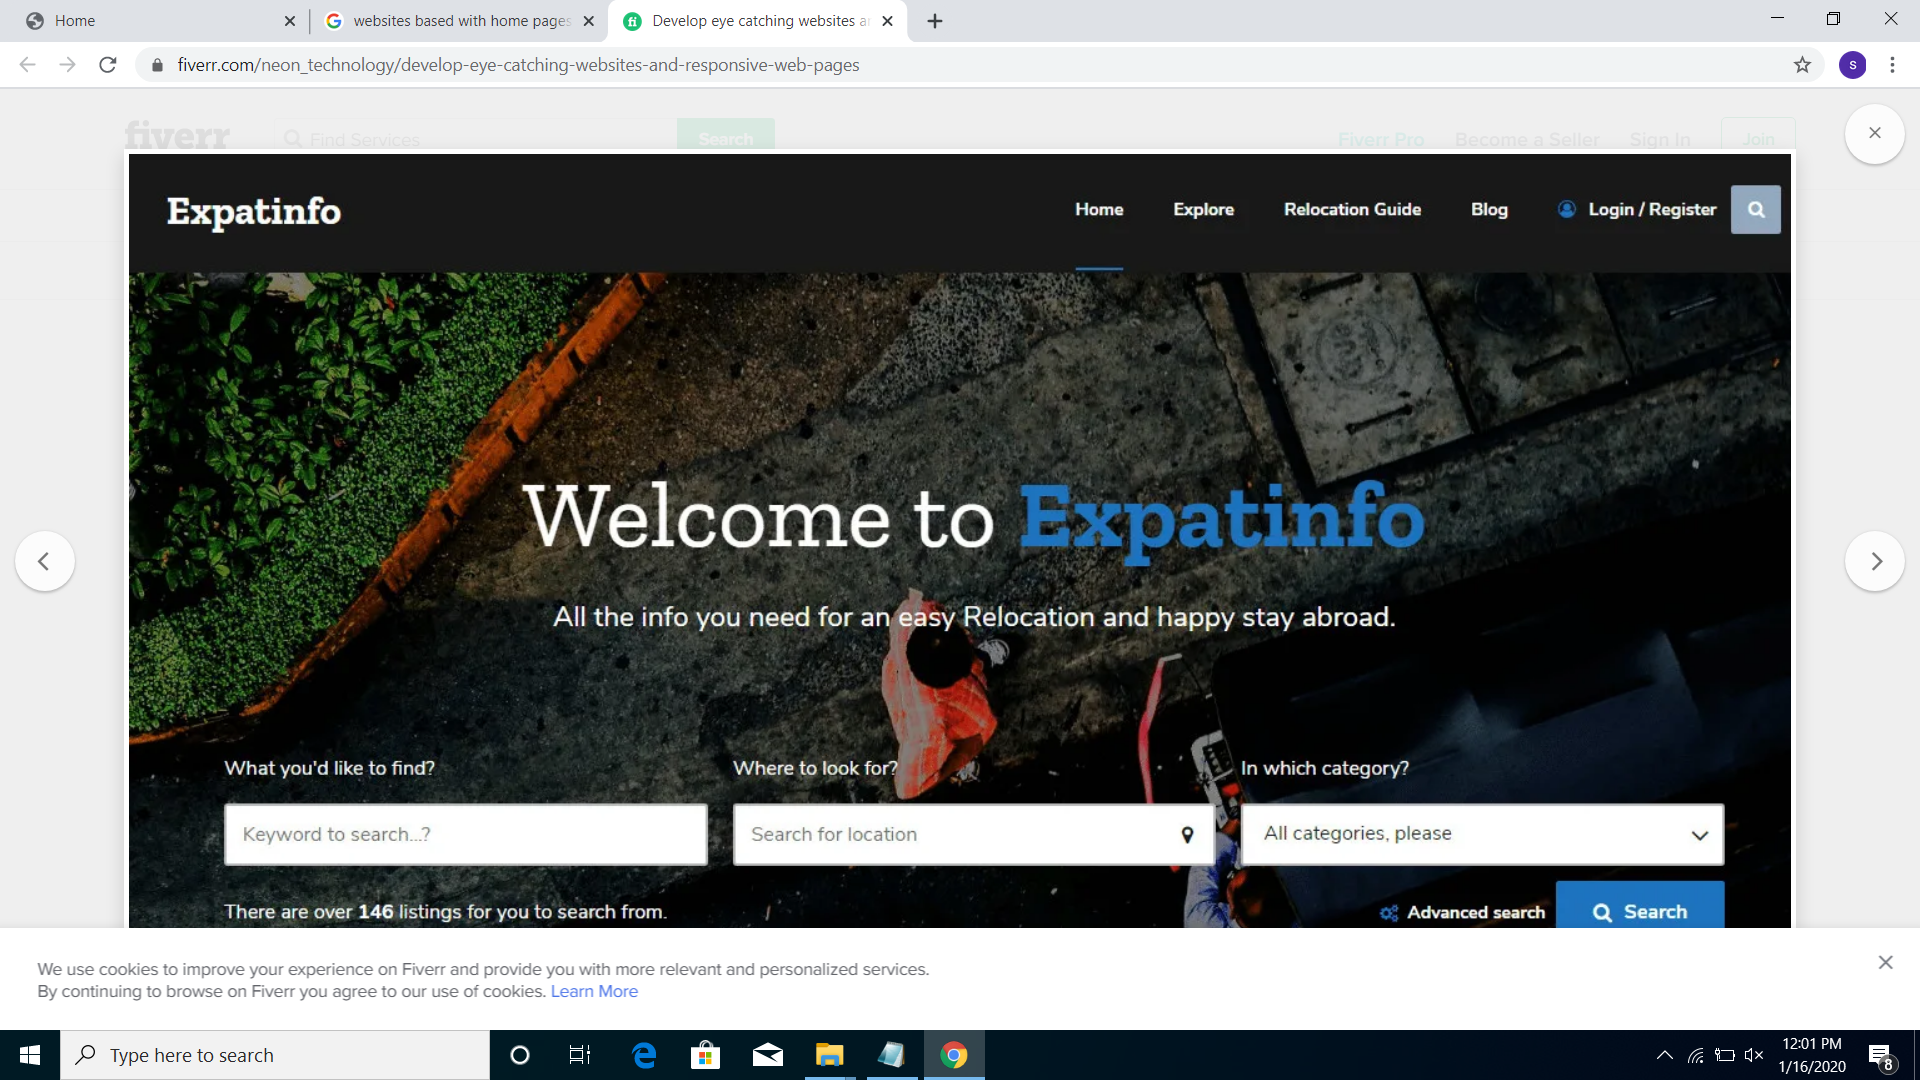 Home
websites based with home pages
Develop eye catching websites a
fiverr.com/neon_technology/develop-eye-catching-websites-and-responsive-web-pages
s
fiverr
Find Services
Search
Fiverr Pro
Become a Seller
Sign In
Join
Expatinfo
Home
Explore
Relocation Guide
Blog
Login / Register
Welcome to Expatinfo
All the info you need for an easy Relocation and happy stay abroad.
What you'd like to find?
Where to look for?
In which category?
Keyword to search...?
Search for location
All categories, please
There are over 146 listings for you to search from.
Advanced search
Search
We use cookies to improve your experience on Fiverr and provide you with more relevant and personalized services.
By continuing to browse on Fiverr you agree to our use of cookies. Learn More
Type here to search
12:01 PM
1/16/2020
8